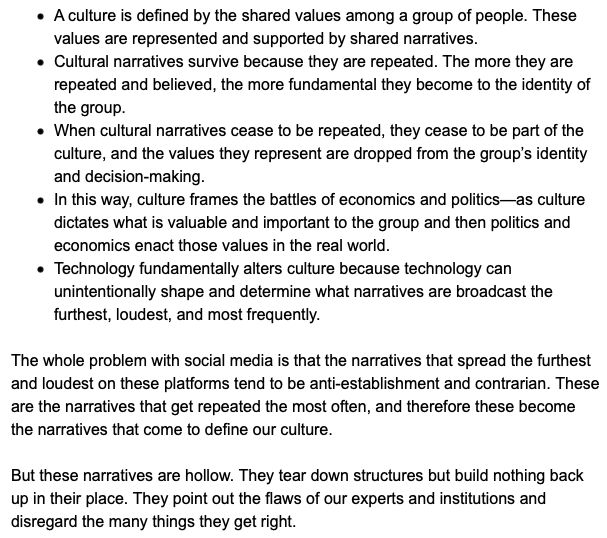 • A culture is defined by the shared values among a group of people. These
values are represented and supported by shared narratives.
• Cultural narratives survive because they are repeated. The more they are
repeated and believed, the more fundamental they become to the identity of
the group.
• When cultural narratives cease to be repeated, they cease to be part of the
culture, and the values they represent are dropped from the group’s identity
and decision-making.
• In this way, culture frames the battles of economics and politics—as culture
dictates what is valuable and important to the group and then politics and
economics enact those values in the real world.
• Technology fundamentally alters culture because technology can
unintentionally shape and determine what narratives are broadcast the
furthest, loudest, and most frequently.
The whole problem with social media is that the narratives that spread the furthest
and loudest on these platforms tend to be anti-establishment and contrarian. These
are the narratives that get repeated the most often, and therefore these become
the narratives that come to define our culture.
But these narratives are hollow. They tear down structures but build nothing back
up in their place. They point out the flaws of our experts and institutions and
disregard the many things they get right.